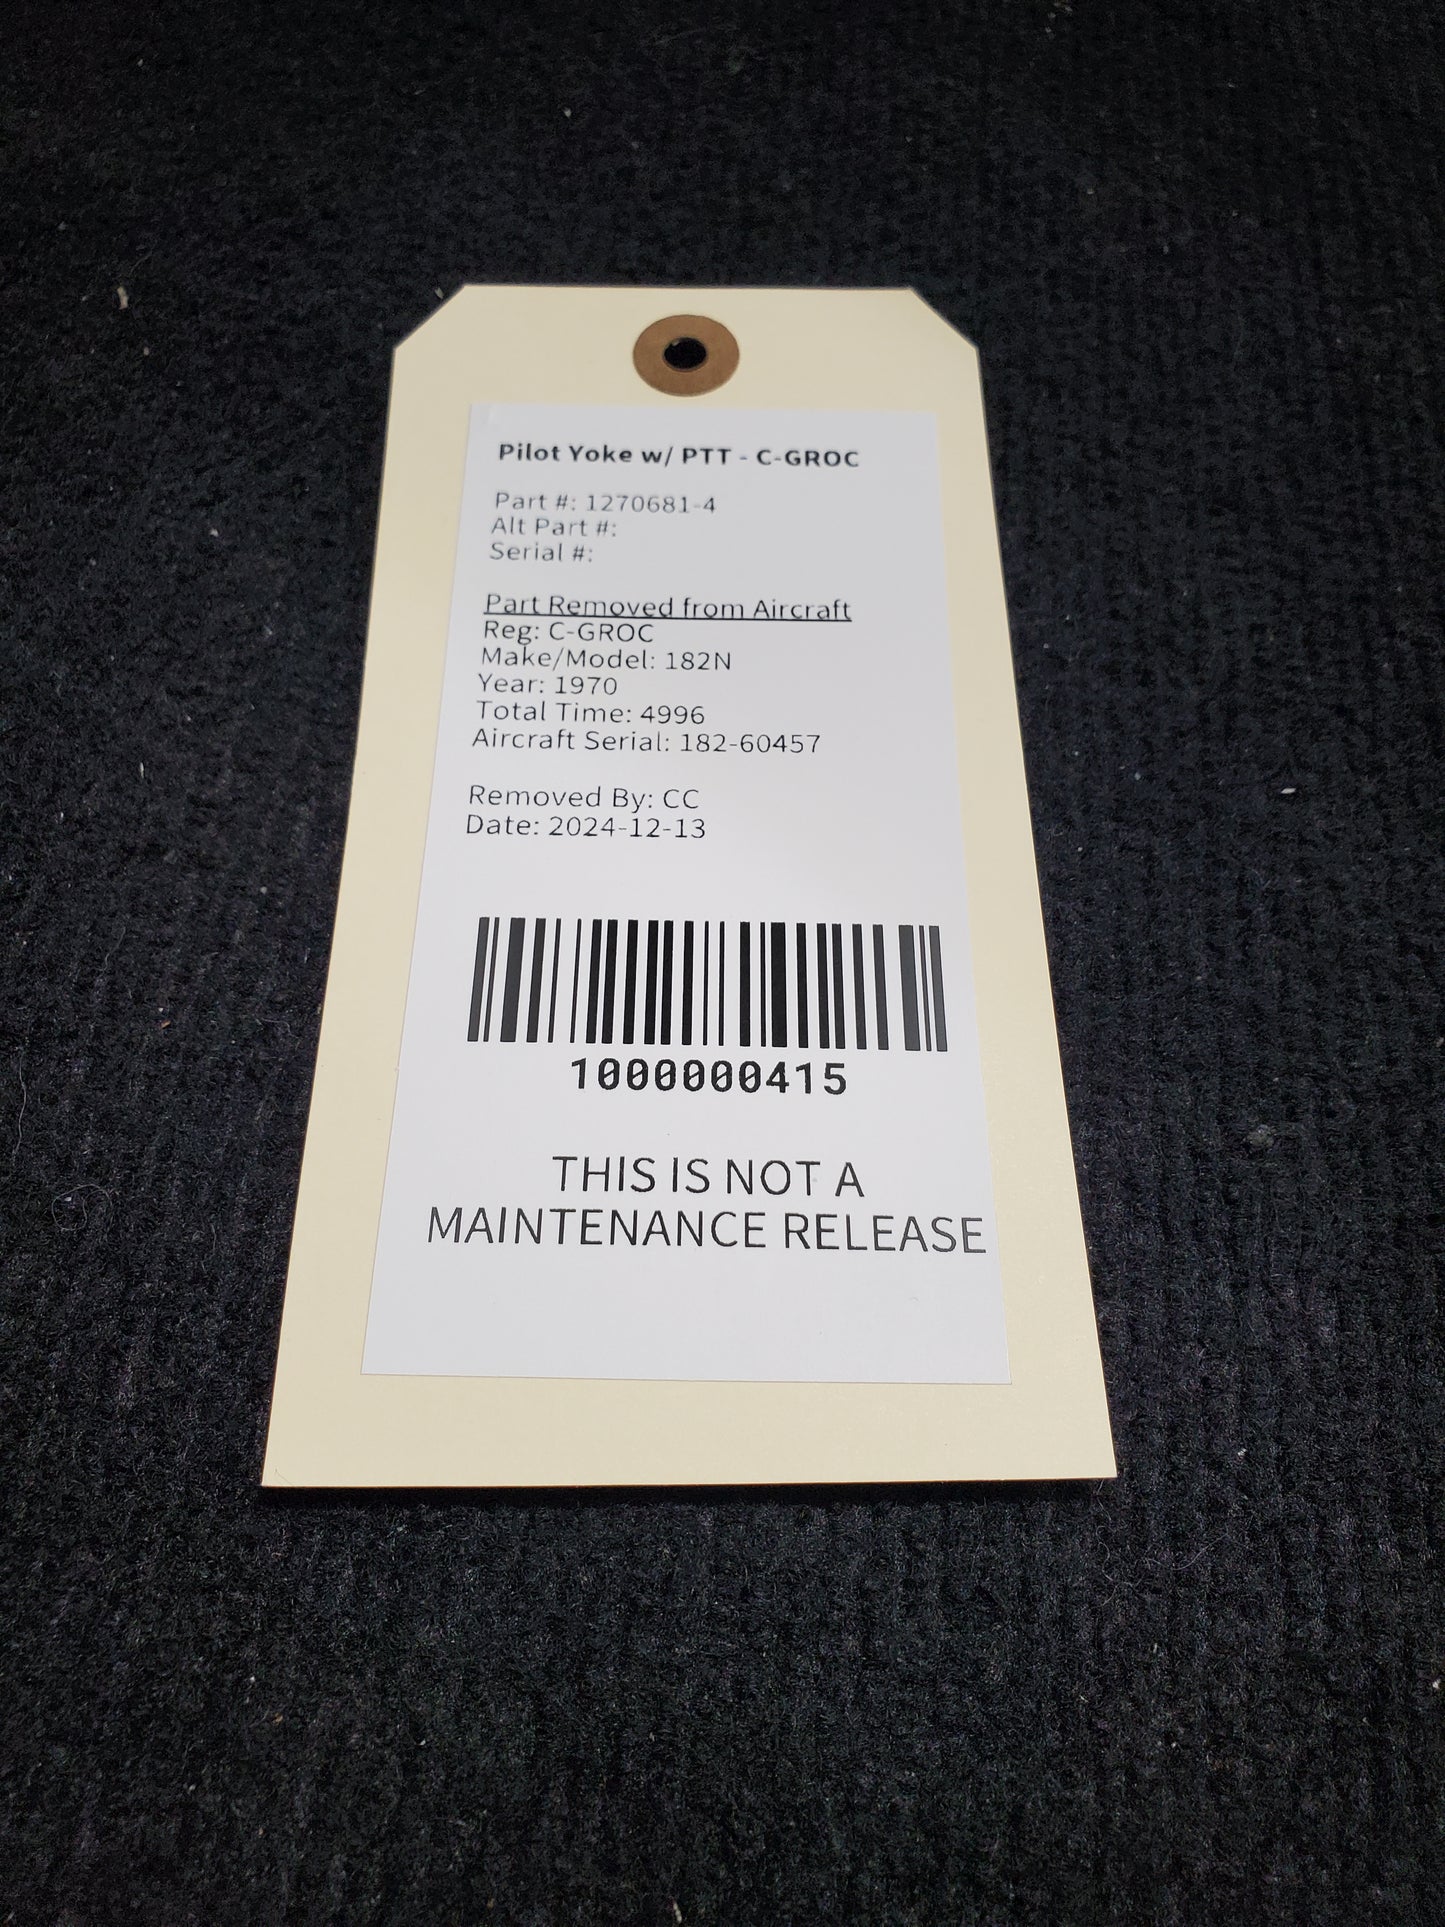 Pilot Yoke w/ PTT - C-GROC
Part #: 1270681-4
Alt Part #:
Serial #:
Part Removed from Aircraft
Reg: C-GROC
Make/Model: 182N
Year: 1970
Total Time: 4996
Aircraft Serial: 182-60457
Removed By: CC
Date: 2024-12-13
1000000415
THIS IS NOT A
MAINTENANCE RELEASE